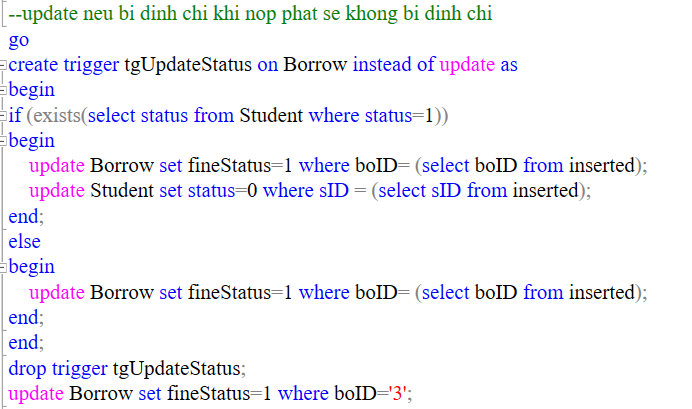 --update neu bi dinh chi khi nop phat se khong bi dinh chi
go
create trigger tgUpdateStatus on Borrow instead of update as
begin
if (exists(select status from Student where status=1))
begin
update Borrow set fineStatus=1 where boID= (select boID from inserted);
update Student set status=0 where sID = (select sID from inserted);
end;
else
begin
update Borrow set fineStatus=1 where boID= (select boID from inserted);
end;
end;
drop trigger tgUpdateStatus;
update Borrow set fineStatus=1 where boID='3';